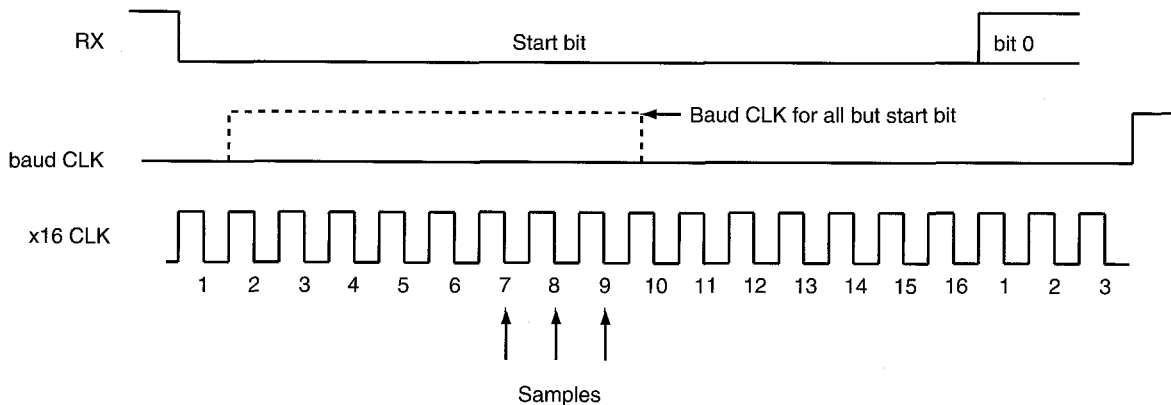 RX
Start bit
bit 0
Baud CLK for all but start bit
baud CLK
x16 CLK
1 2 3 4 5 6 7 8 9 10 11 12 13 14 15 16 1 2 3
Samples